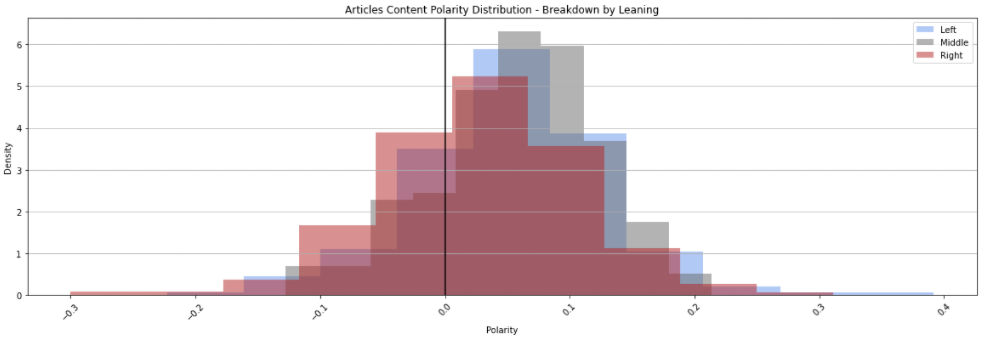 Articles Content Polarity Distribution - Breakdown by Leaning
Left
Middle
Right
Density
6
5
4
3
2
1
0
−0.3
−0.2
−0.1
0.0
0.1
0.2
0.3
0.4
Polarity